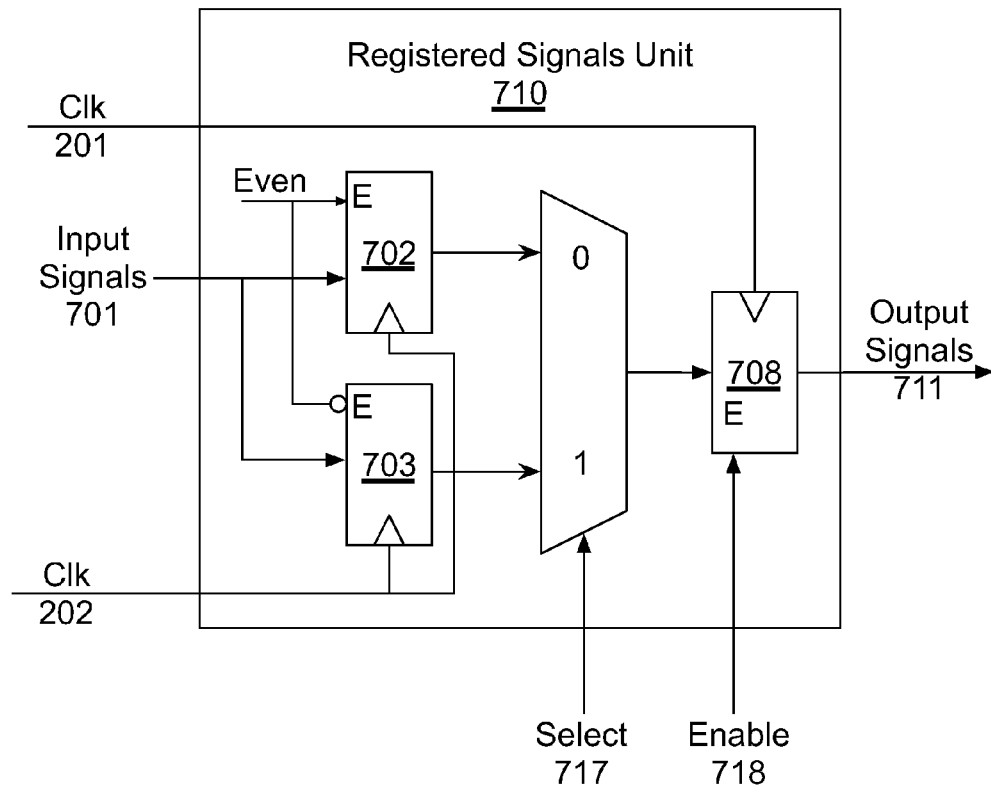 Registered Signals Unit
710
Clk
201
Even
E
702
Input
Signals
701
0
E
703
1
708
E
Output
Signals
711
Clk
202
Select
717
Enable
718